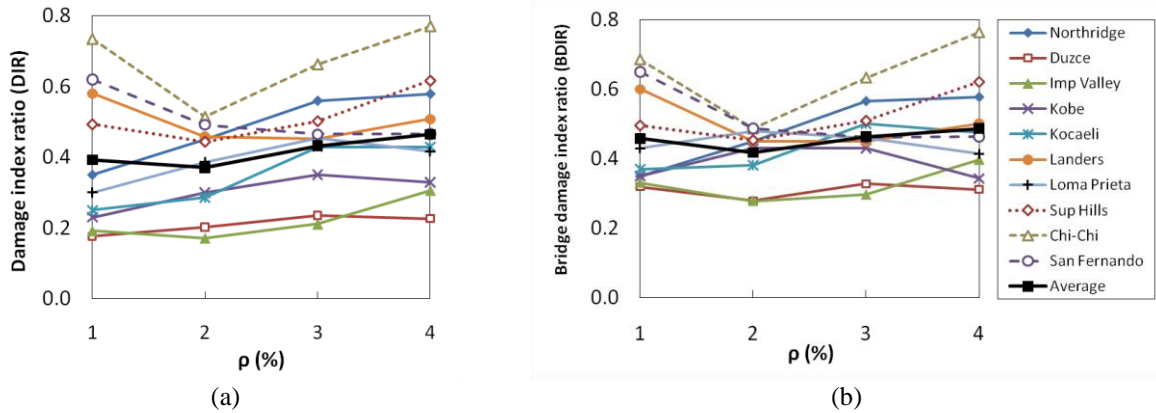 0.8
0.6
0.4
0.2
0.0
Damage index ratio (DIR)
1 2 3 4
ρ (%)
(a)
0.8
0.6
0.4
0.2
0.0
Bridge damage index ratio (BDIR)
1 2 3 4
ρ (%)
(b)
Northridge
Duzce
Imp Valley
Kobe
Kocaeli
Landers
Loma Prieta
Sup Hills
Chi-Chi
San Fernando
Average